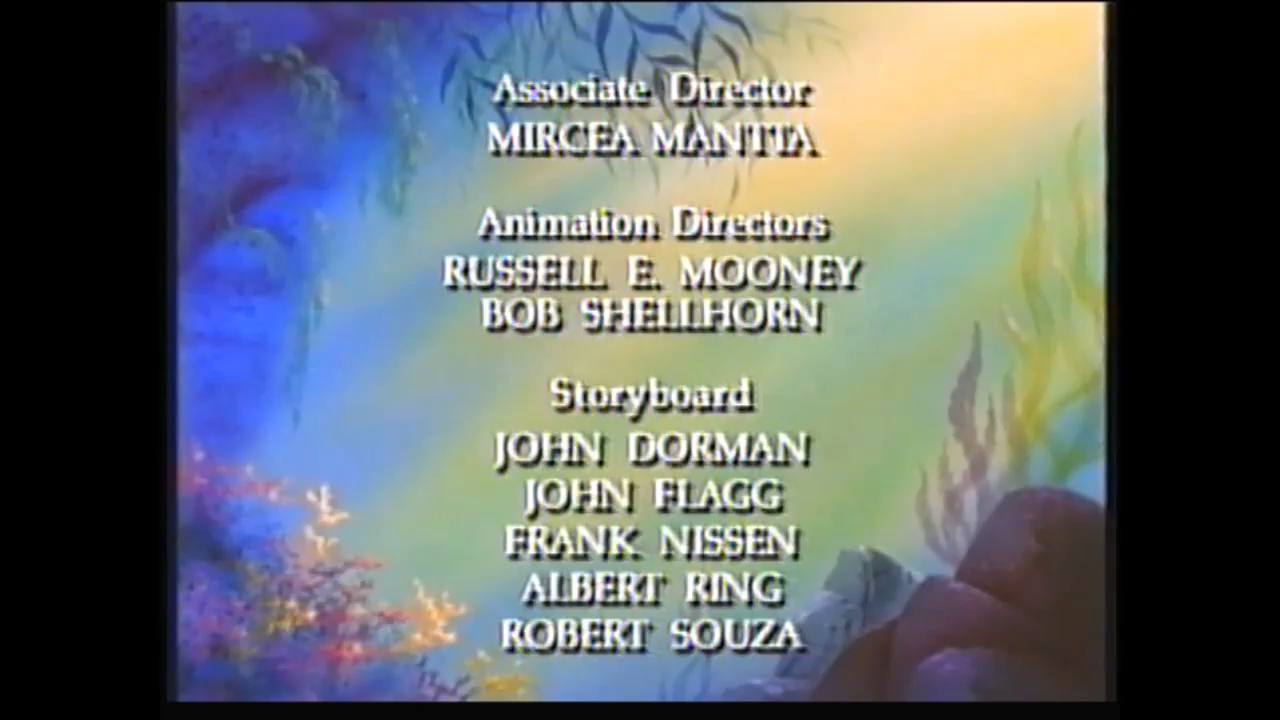 Associate Director
MIRCEA MANTTA
Animation Directors
RUSSELL E. MOONEY
BOB SHELLHORN
Storyboard
JOHN DORMAN
JOHN FLAGG
FRANK NISSEN
ALBERT RING
ROBERT SOUZA